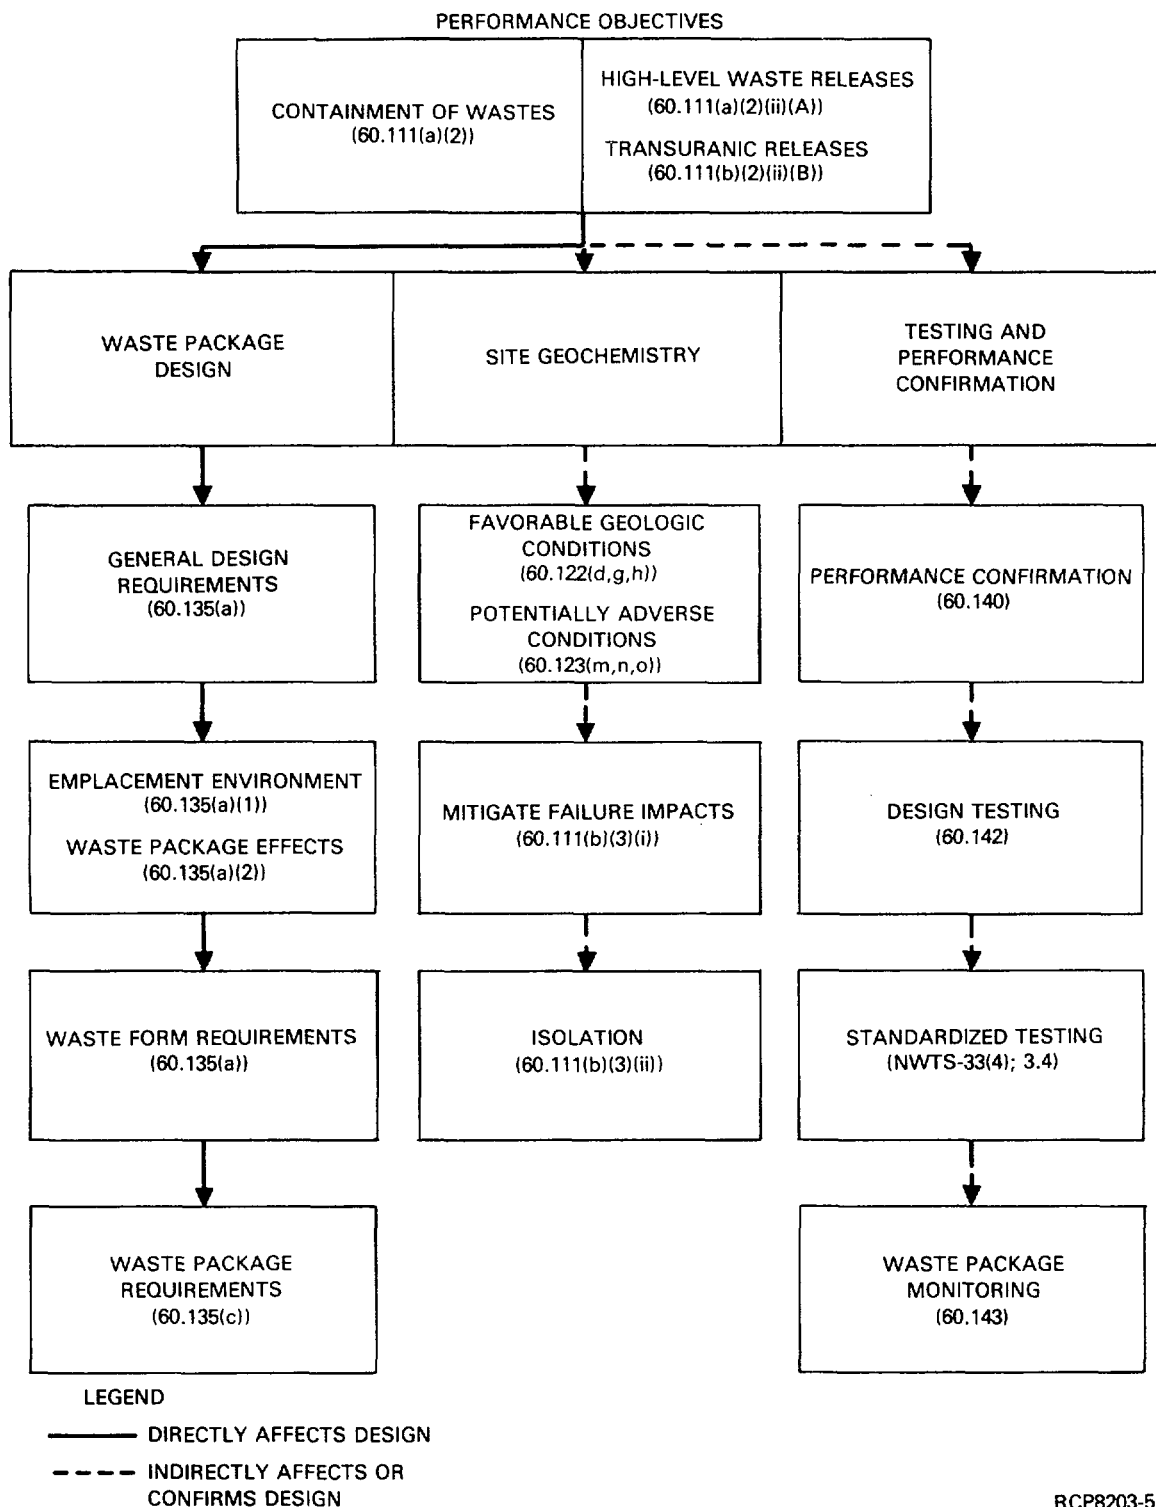 PERFORMANCE OBJECTIVES
CONTAINMENT OF WASTES
(60.111(a)(2))
HIGH-LEVEL WASTE RELEASES
(60.111(a)(2)(ii)(A))
TRANSURANIC RELEASES
(60.111(b)(2)(ii)(B))
WASTE PACKAGE
DESIGN
SITE GEOCHEMISTRY
TESTING AND
PERFORMANCE
CONFIRMATION
GENERAL DESIGN
REQUIREMENTS
(60.135(a))
FAVORABLE GEOLOGIC
CONDITIONS
(60.122(d,g,h))
POTENTIALLY ADVERSE
CONDITIONS
(60.123(m,n,o))
PERFORMANCE CONFIRMATION
(60.140)
EMPLACEMENT ENVIRONMENT
(60.135(a)(1))
WASTE PACKAGE EFFECTS
(60.135(a)(2))
MITIGATE FAILURE IMPACTS
(60.111(b)(3)(i))
DESIGN TESTING
(60.142)
WASTE FORM REQUIREMENTS
(60.135(a))
ISOLATION
(60.111(b)(3)(ii))
STANDARDIZED TESTING
(NWTS-33(4); 3.4)
WASTE PACKAGE
REQUIREMENTS
(60.135(c))
WASTE PACKAGE
MONITORING
(60.143)
LEGEND
DIRECTLY AFFECTS DESIGN
INDIRECTLY AFFECTS OR
CONFIRMS DESIGN
RCP8203-5